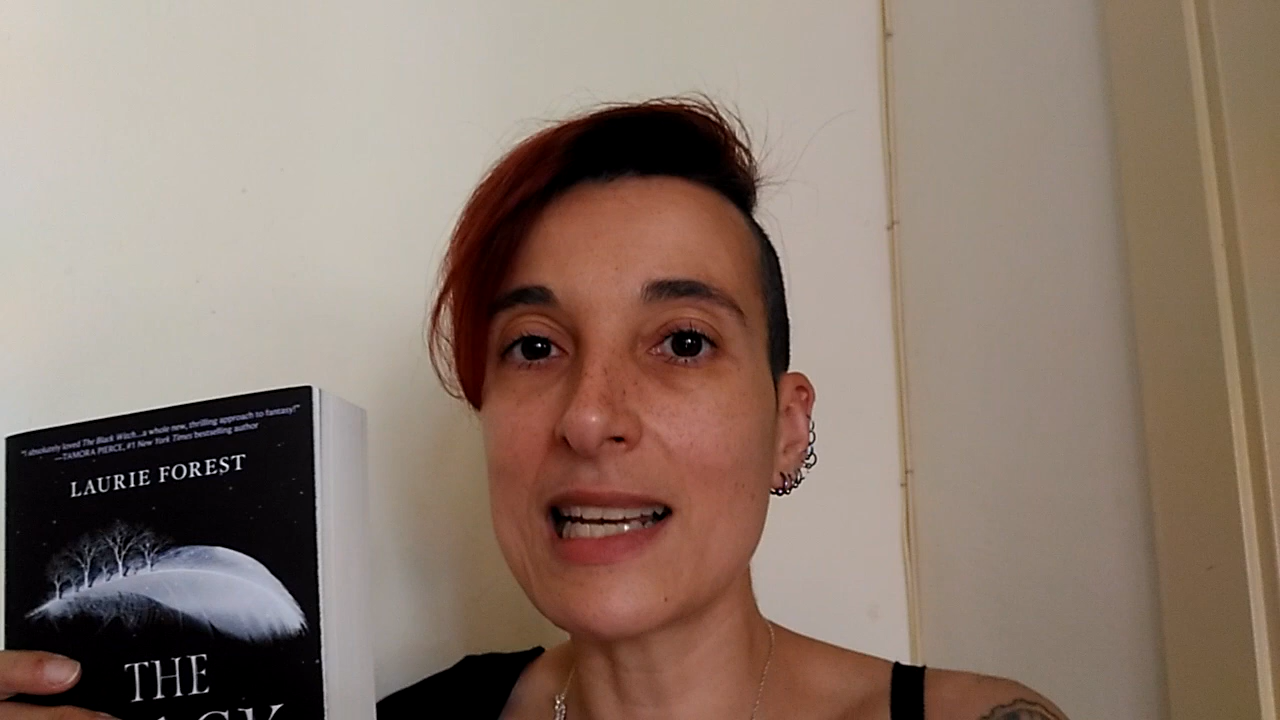 "I absolutely loved The Black Witch...a whole new, thrilling approach to fantasy!"
—TAMORA PIERCE, #1 New York Times bestselling author
LAURIE FOREST
THE